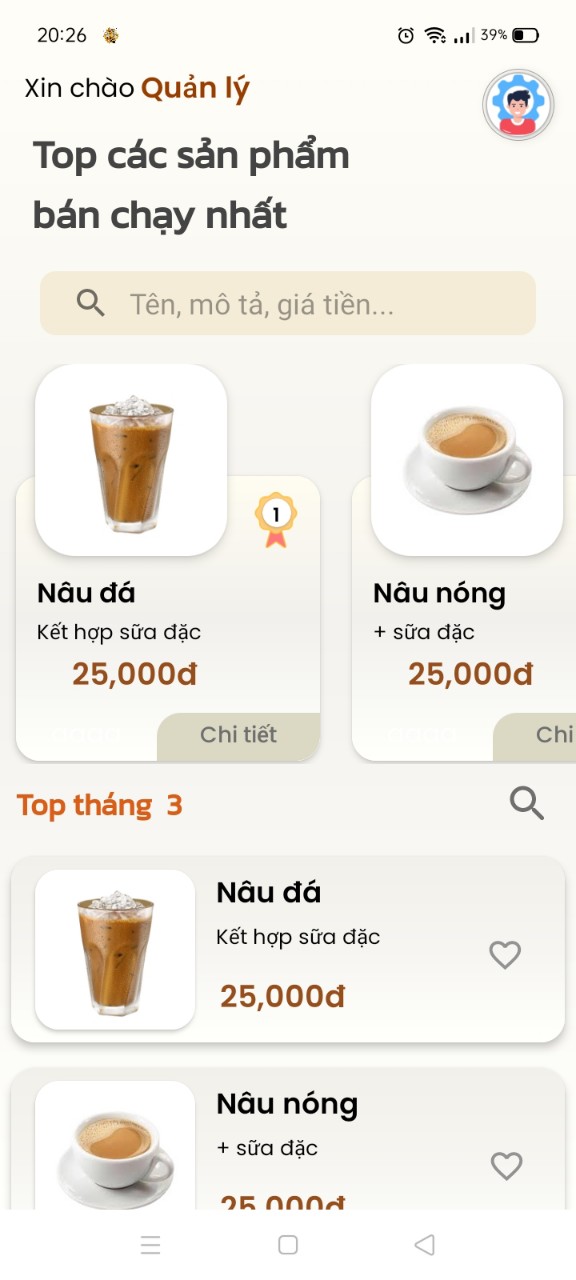 20:26
39%
Xin chào Quản lý
Top các sản phẩm
bán chạy nhất
Tên, mô tả, giá tiền...
1
Nâu đá
Kết hợp sữa đặc
25,000đ
Chi tiết
Nâu nóng
+ sữa đặc
25,000đ
Chi
Top tháng 3
Nâu đá
Kết hợp sữa đặc
25,000đ
Nâu nóng
+ sữa đặc
25,000đ